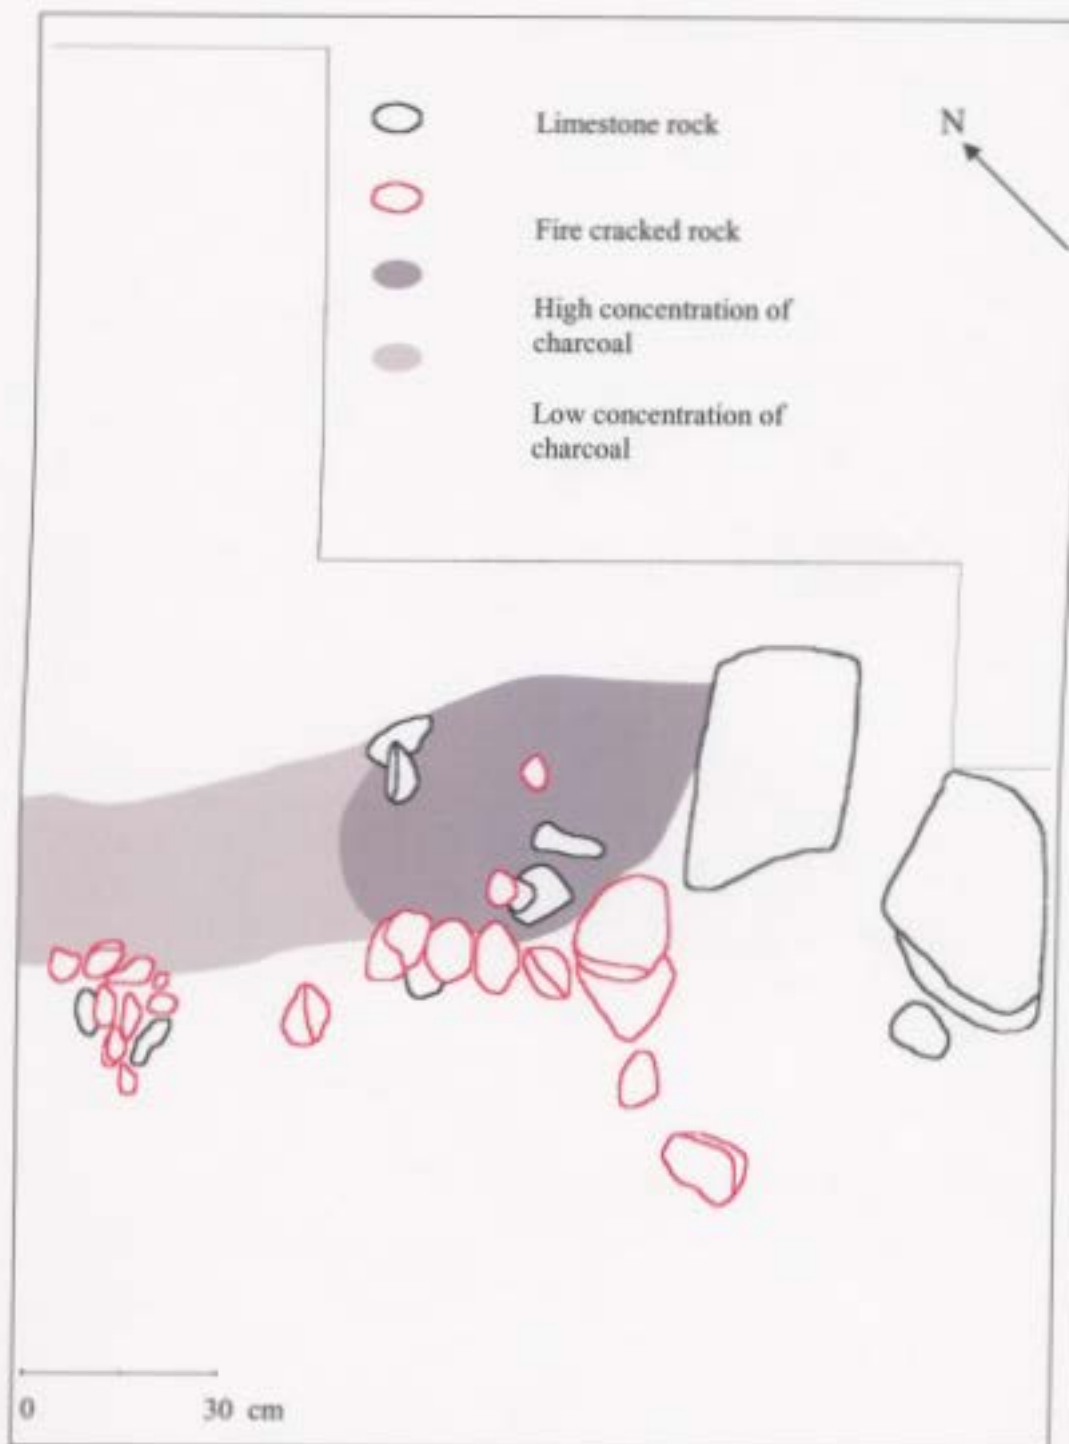 Limestone rock
N
Fire cracked rock
High concentration of
charcoal
Low concentration of
charcoal
0 30 cm